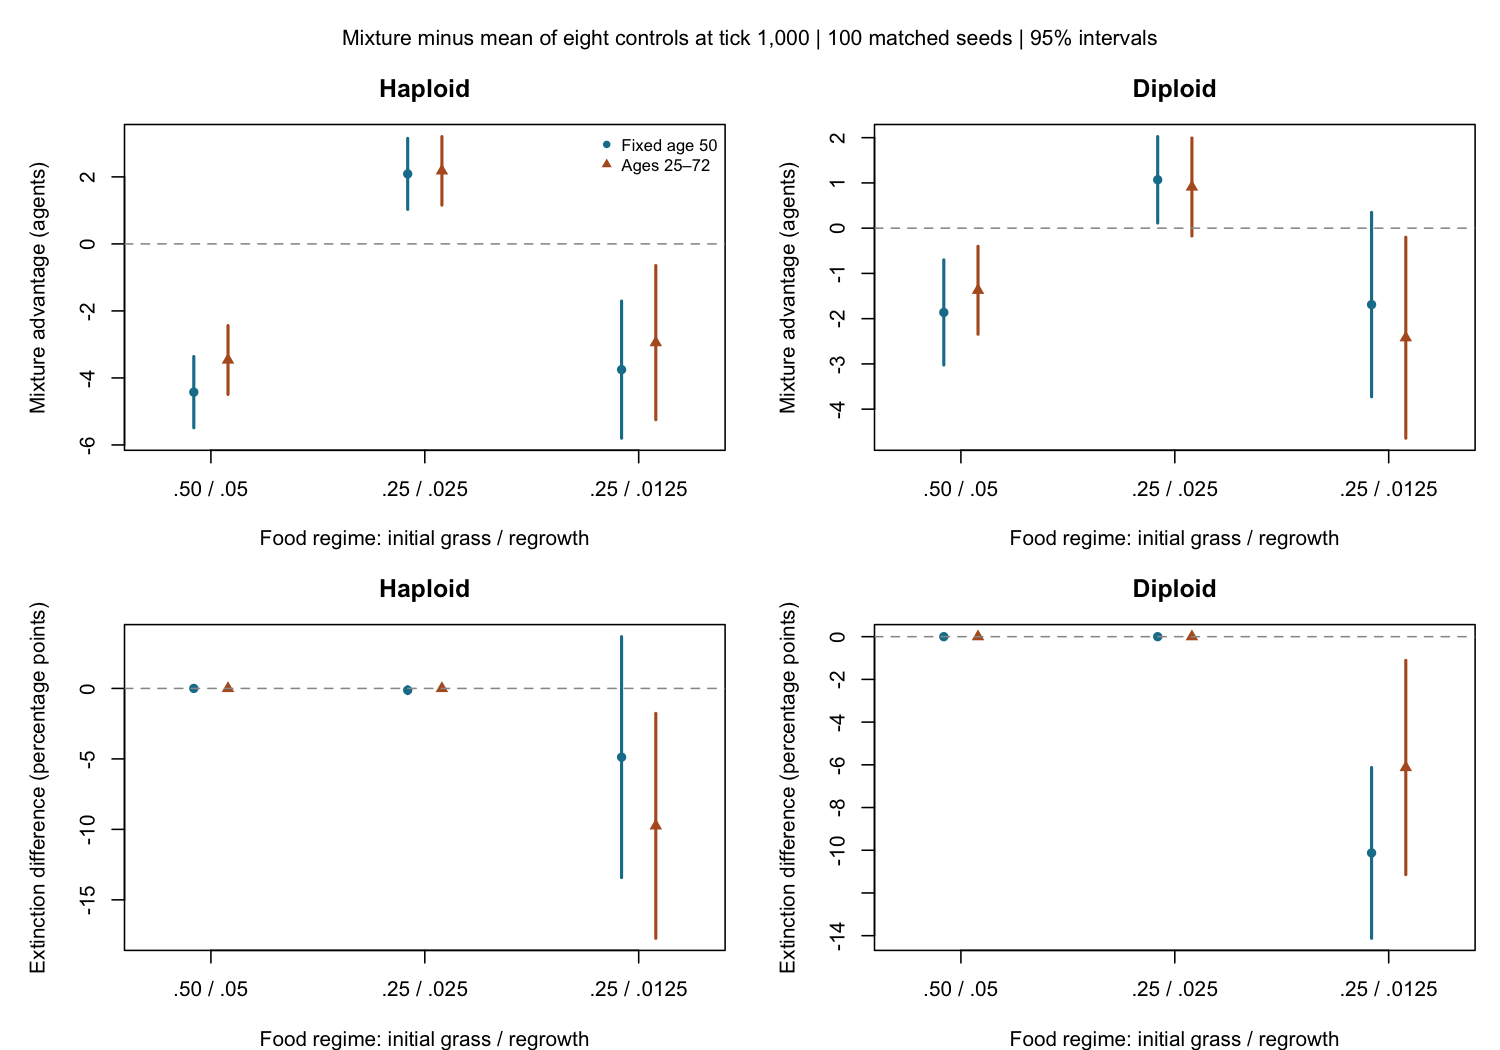 Mixture minus mean of eight controls at tick 1,000 | 100 matched seeds | 95% intervals
Haploid
Mixture advantage (agents)
2
0
-2
-4
-6
Fixed age 50
Ages 25–72
.50 / .05
.25 / .025
.25 / .0125
Food regime: initial grass / regrowth
Diploid
Mixture advantage (agents)
2
1
0
-1
-2
-3
-4
.50 / .05
.25 / .025
.25 / .0125
Food regime: initial grass / regrowth
Haploid
Extinction difference (percentage points)
0
-5
-10
-15
.50 / .05
.25 / .025
.25 / .0125
Food regime: initial grass / regrowth
Diploid
Extinction difference (percentage points)
0
-2
-4
-6
-8
-10
-14
.50 / .05
.25 / .025
.25 / .0125
Food regime: initial grass / regrowth